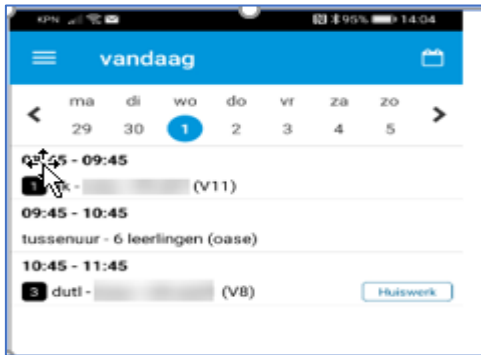 KPN 95% 14:04
vandaag
ma di wo do vr za zo
29 30 1 2 3 4 5
- 09:45
1 - (V11)
09:45 - 10:45
tussenuur - 6 leerlingen (oase)
10:45 - 11:45
3 dutl - (V8) Huiswerk